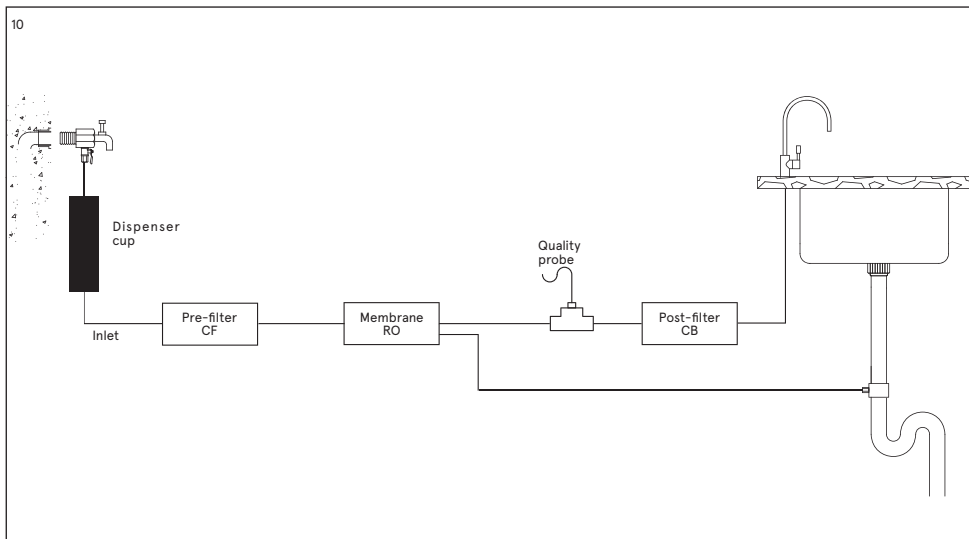 10
Dispenser
cup
Quality
probe
Inlet
Pre-filter
CF
Membrane
RO
Post-filter
CB